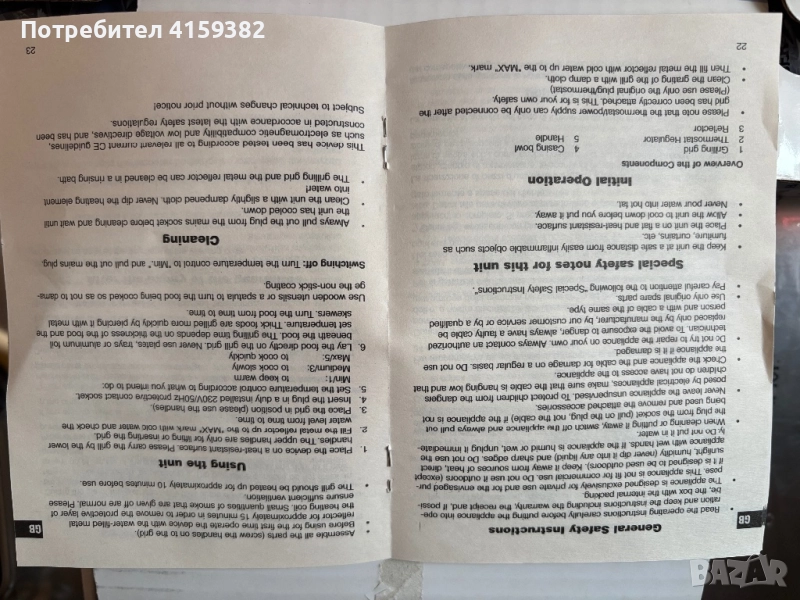 Потребител 4159382
GB
General Safety Instructions
• Read the operating instructions carefully before putting the appliance into ope-
ration and keep the instructions including the warranty, the receipt and, if possi-
ble, the box with the internal packing.
• The appliance is designed exclusively for private use and for the envisaged pur-
pose. This appliance is not fit for commercial use. Do not use it outdoors (except
if it is designed to be used outdoors). Keep it away from sources of heat, direct
sunlight, humidity (never dip it into any liquid) and sharp edges. Do not use the
appliance with wet hands. If the appliance is humid or wet, unplug it immediate-
ly. Do not put it in water.
• When cleaning or putting it away, switch off the appliance and always pull out
the plug from the socket (pull on the plug, not the cable) if the appliance is not
being used and remove the attached accessories.
• Never leave the appliance unsupervised. To protect children from the dangers
posed by electrical appliances, make sure that the cable is hanging low and that
children do not have access to the appliance.
• Check the appliance and the cable for damage on a regular basis. Do not use
the appliance if it is damaged.
• Do not try to repair the appliance on your own. Always contact an authorized
technician. To avoid the exposure to danger, always have a faulty cable be
replaced only by the manufacturer, by our customer service or by a qualified
person and with a cable of the same type.
• Use only original spare parts.
• Pay careful attention to the following „Special Safety Instructions“.
Special safety notes for this unit
• Keep the unit at a safe distance from easily inflammable objects such as
furniture, curtains, etc.
• Place the unit on a flat and heat-resistant surface.
• Allow the unit to cool down before you put it away.
• Never pour water into hot fat.
Initial Operation
Overview of the Components
1 Grilling grid 4 Casing bowl
2 Thermostat Regulator 5 Handle
3 Reflector
• Please note that the thermostat/power supply can only be connected after the
grid has been correctly attached. This is for your own safety.
(Please use only the original plug/thermostat)
• Clean the grating of the grill with a damp cloth.
• Then fill the metal reflector with cold water up to the "MAX" mark.
22
GB
• Assemble all the parts (screw the handles on to the grid).
• Before using for the first time operate the device with the water-filled metal
reflector for approximately 15 minutes in order to remove the protective layer of
the heating coil. Small quantities of smoke that are given off are normal. Please
ensure sufficient ventilation.
• The grill should be heated up for approximately 10 minutes before use.
Using the unit
1. Place the device on a heat-resistant surface. Please carry the grill by the lower
handles. The upper handles are only for lifting or inserting the grid.
2. Fill the metal reflector up to the "MAX" mark with cold water and check the
water level from time to time.
3. Place the grid in position (please use the handles).
4. Insert the plug in a duly installed 230V/50Hz protective contact socket.
5. Set the temperature control according to what you intend to do:
Min/1: to keep warm
Medium/3: to cook slowly
Max/5: to cook quickly
6. Lay the food directly on the grill grid. Never use plates, trays or aluminium foil
beneath the food. The grilling time depends on the thickness of the food and the
set temperature. Thick foods are grilled more quickly by piercing it with metal
skewers. Turn the food from time to time.
Use wooden utensils or a spatula to turn the food being cooked so as not to dama-
ge the non-stick coating.
Switching off: Turn the temperature control to "Min." and pull out the mains plug.
Cleaning
• Always pull out the plug from the mains socket before cleaning and wait until
the unit has cooled down.
• Clean the unit with a slightly dampened cloth. Never dip the heating element
into water!
• The grilling grid and the metal reflector can be cleaned in a rinsing bath.
This device has been tested according to all relevant current CE guidelines,
such as electromagnetic compatibility and low voltage directives, and has been
constructed in accordance with the latest safety regulations.
Subject to technical changes without prior notice!
23
BAZAR